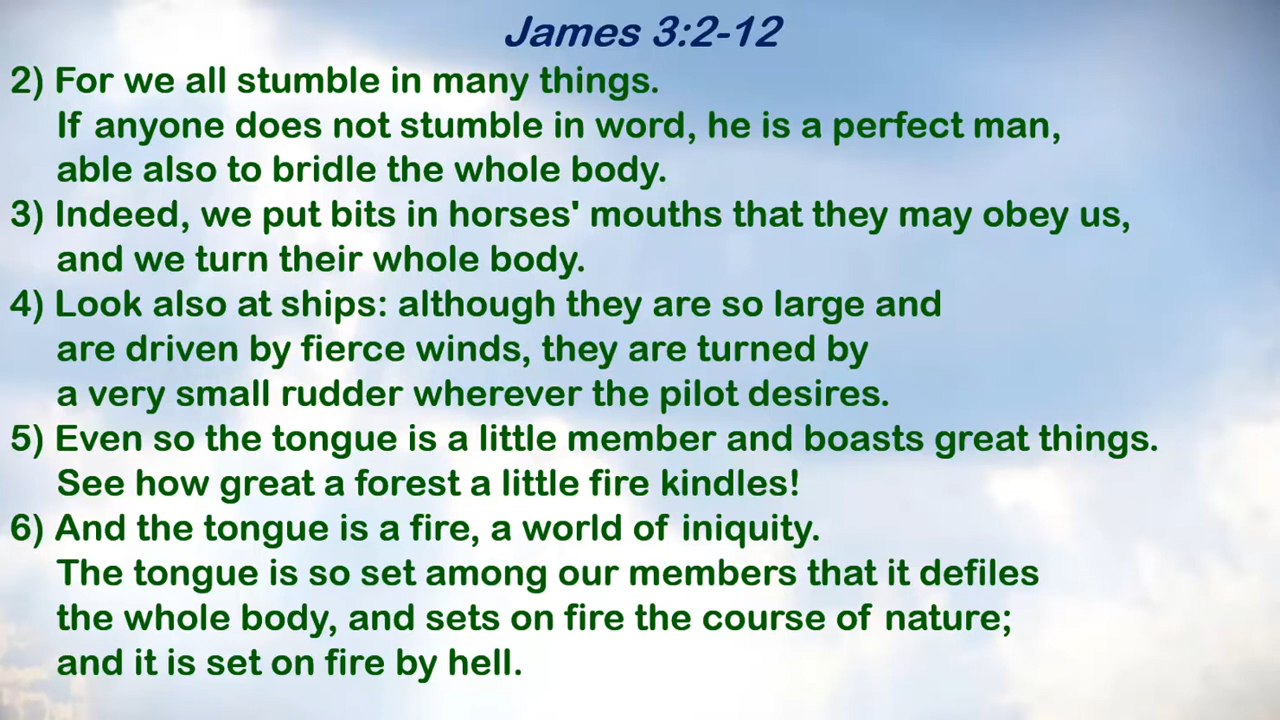 James 3:2-12
2) For we all stumble in many things.
If anyone does not stumble in word, he is a perfect man,
able also to bridle the whole body.
3) Indeed, we put bits in horses' mouths that they may obey us,
and we turn their whole body.
4) Look also at ships: although they are so large and
are driven by fierce winds, they are turned by
a very small rudder wherever the pilot desires.
5) Even so the tongue is a little member and boasts great things.
See how great a forest a little fire kindles!
6) And the tongue is a fire, a world of iniquity.
The tongue is so set among our members that it defiles
the whole body, and sets on fire the course of nature;
and it is set on fire by hell.